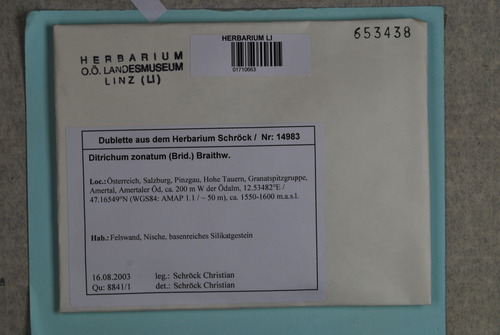 HERBARIUM LI
01710663
653438
HERBARIUM
O.Ö. LANDESMUSEUM
LINZ (LI)
Dublette aus dem Herbarium Schröck / Nr: 14983
Ditrichum zonatum (Brid.) Braithw.
Loc.: Österreich, Salzburg, Pinzgau, Hohe Tauern, Granatspitzgruppe,
Amertal, Amertaler Öd, ca. 200 m W der Ödalm, 12.53482°E /
47.16549°N (WGS84: AMAP 1.1 / ~ 50 m), ca. 1550-1600 m.a.s.l.
Hab.: Felswand, Nische, basenreiches Silikatgestein
16.08.2003 leg.: Schröck Christian
Qu: 8841/1 det.: Schröck Christian